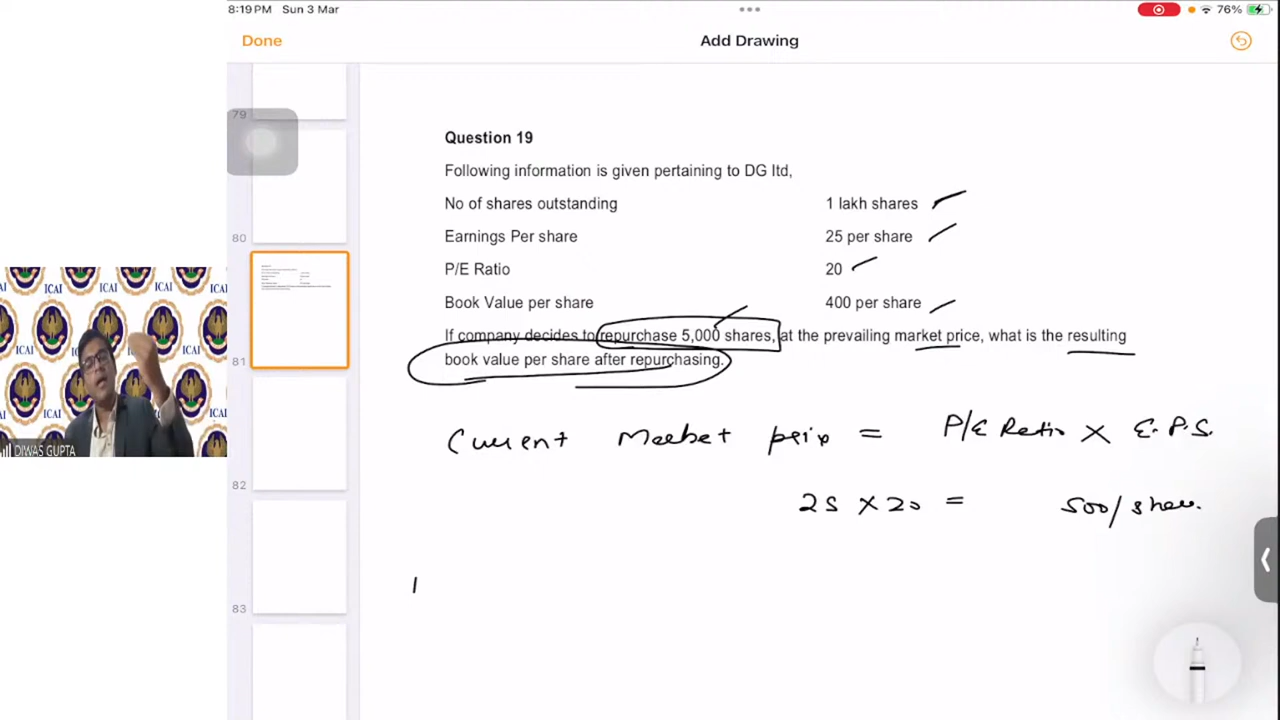 8:19 PM Sun 3 Mar
76%
Done
Add Drawing
79
80
81
82
83
Question 19
Following information is given pertaining to DG ltd,
No of shares outstanding 1 lakh shares
Earnings Per share 25 per share
P/E Ratio 20
Book Value per share 400 per share
If company decides to repurchase 5,000 shares, at the prevailing market price, what is the resulting
book value per share after repurchasing.
Current Market price = P/E Ratio X E.P.S.
25 X 20 = 500/share.
ICAI
ICAI
DIWAS GUPTA